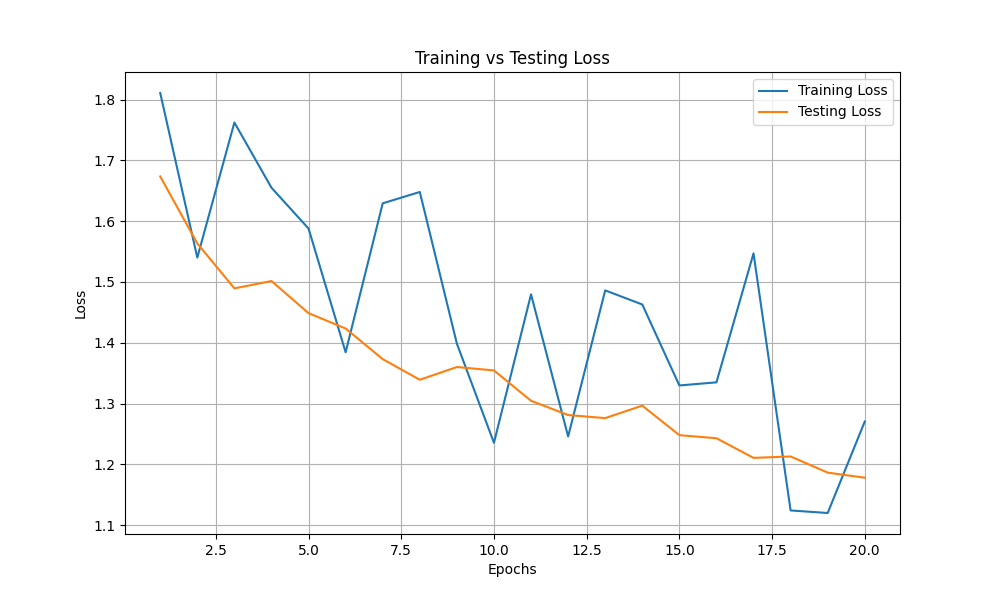 Training vs Testing Loss
Training Loss
Testing Loss
1.8
1.7
1.6
1.5
1.4
1.3
1.2
1.1
Loss
2.5 5.0 7.5 10.0 12.5 15.0 17.5 20.0
Epochs